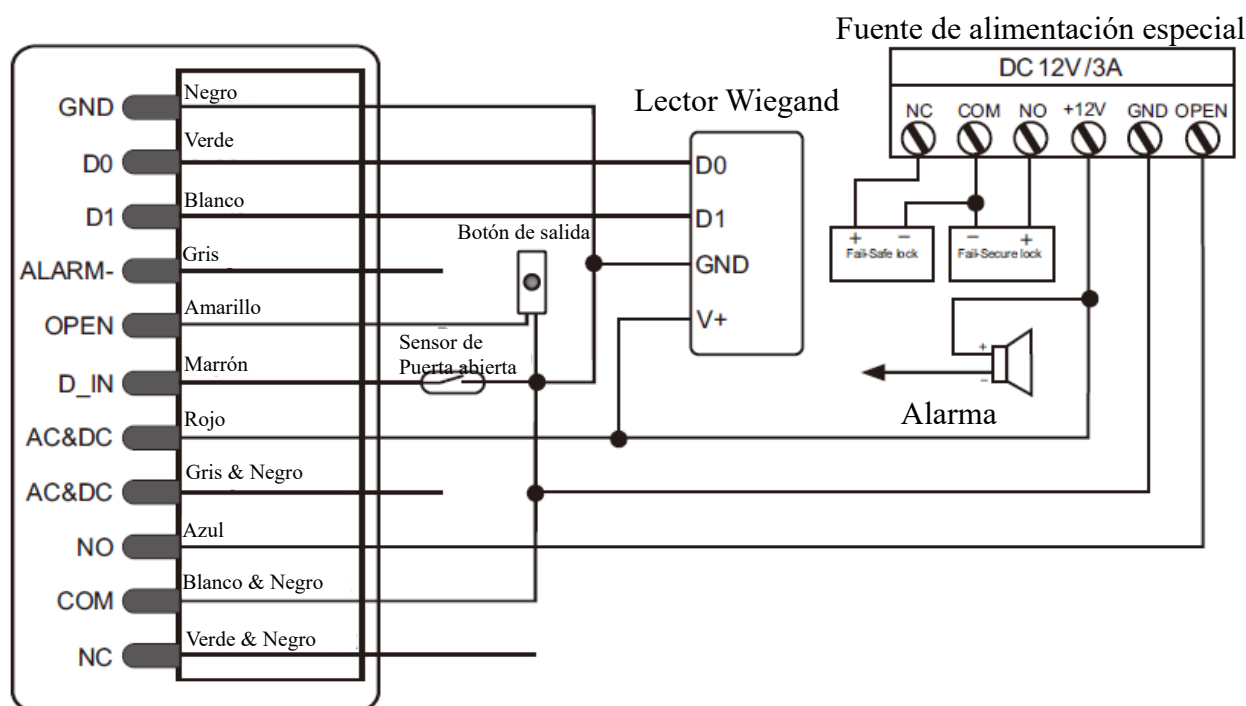 Fuente de alimentación especial
DC 12V/3A
NC COM NO +12V GND OPEN
+ - - +
Fail-Safe lock Fail-Secure lock
+
-
Alarma
Lector Wiegand
D0
D1
GND
V+
Botón de salida
Sensor de
Puerta abierta
GND Negro
D0 Verde
D1 Blanco
ALARM- Gris
OPEN Amarillo
D_IN Marrón
AC&DC Rojo
AC&DC Gris & Negro
NO Azul
COM Blanco & Negro
NC Verde & Negro